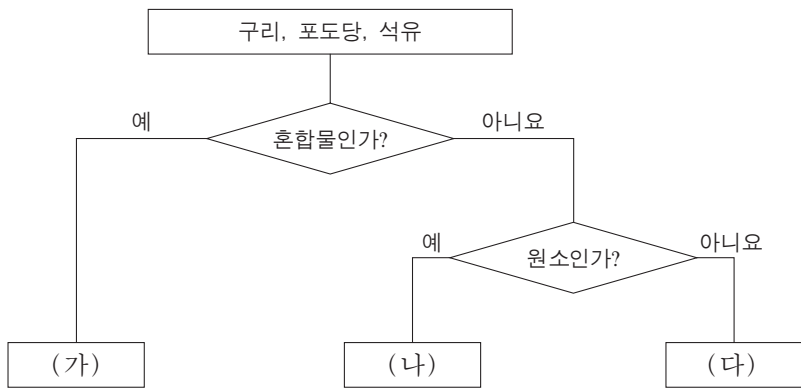 구리, 포도당, 석유
예
아니요
혼합물인가?
예
아니요
원소인가?
(가)
(나)
(다)